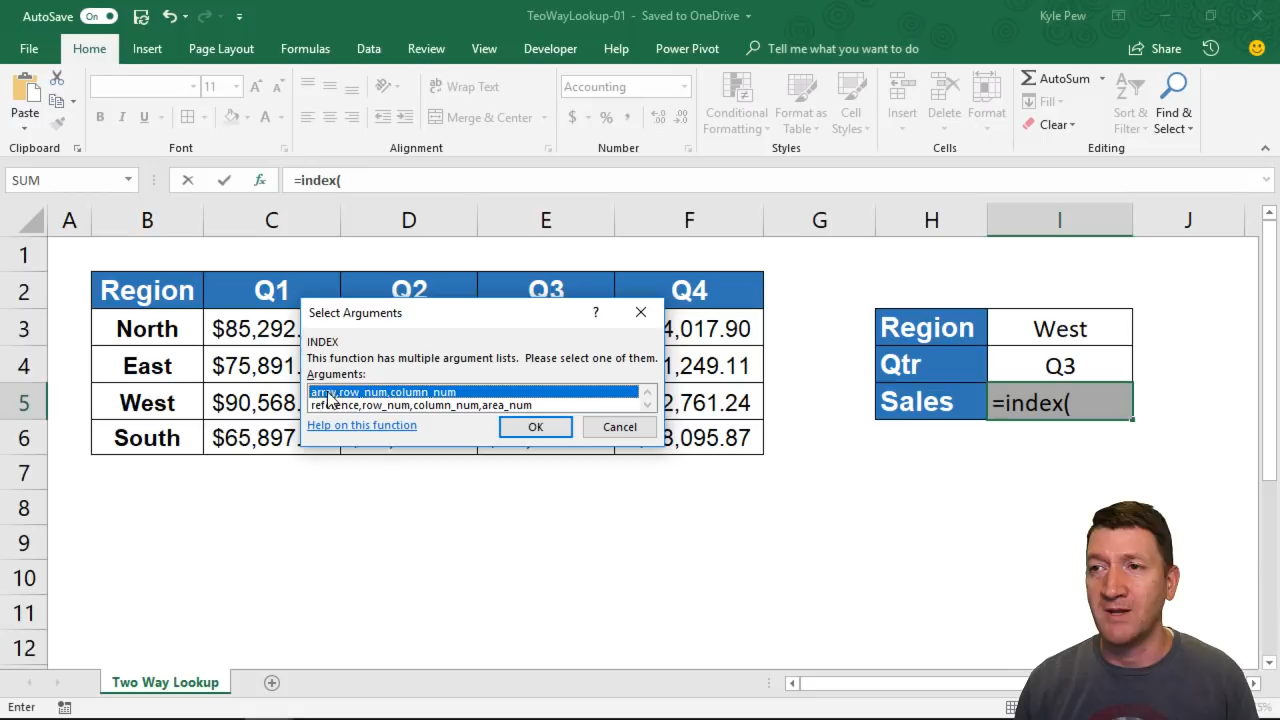 AutoSave On TeoWayLookup-01 - Saved to OneDrive Kyle Pew
File Home Insert Page Layout Formulas Data Review View Developer Help Power Pivot Tell me what you want to do Share
Paste 11 A A ab Wrap Text Accounting Conditional Formatting Format as Table Cell Styles Insert Delete Format AutoSum Sort & Filter Find & Select
B I U A Merge & Center $ % , Fill
Clear
Clipboard Font Alignment Number Styles Cells Editing
SUM fx =index(
A B C D E F G H I J
1
2 Region Q1 Q2 Q3 Q4
3 North $85,292. 4,017.90 Region West
4 East $75,891. 1,249.11 Qtr Q3
5 West $90,568. 2,761.24 Sales =index(
6 South $65,897. 8,095.87
7
8
9
10
11
12
Select Arguments ?
INDEX
This function has multiple argument lists. Please select one of them.
Arguments:
array,row_num,column_num
reference,row_num,column_num,area_num
Help on this function OK Cancel
Two Way Lookup
Enter